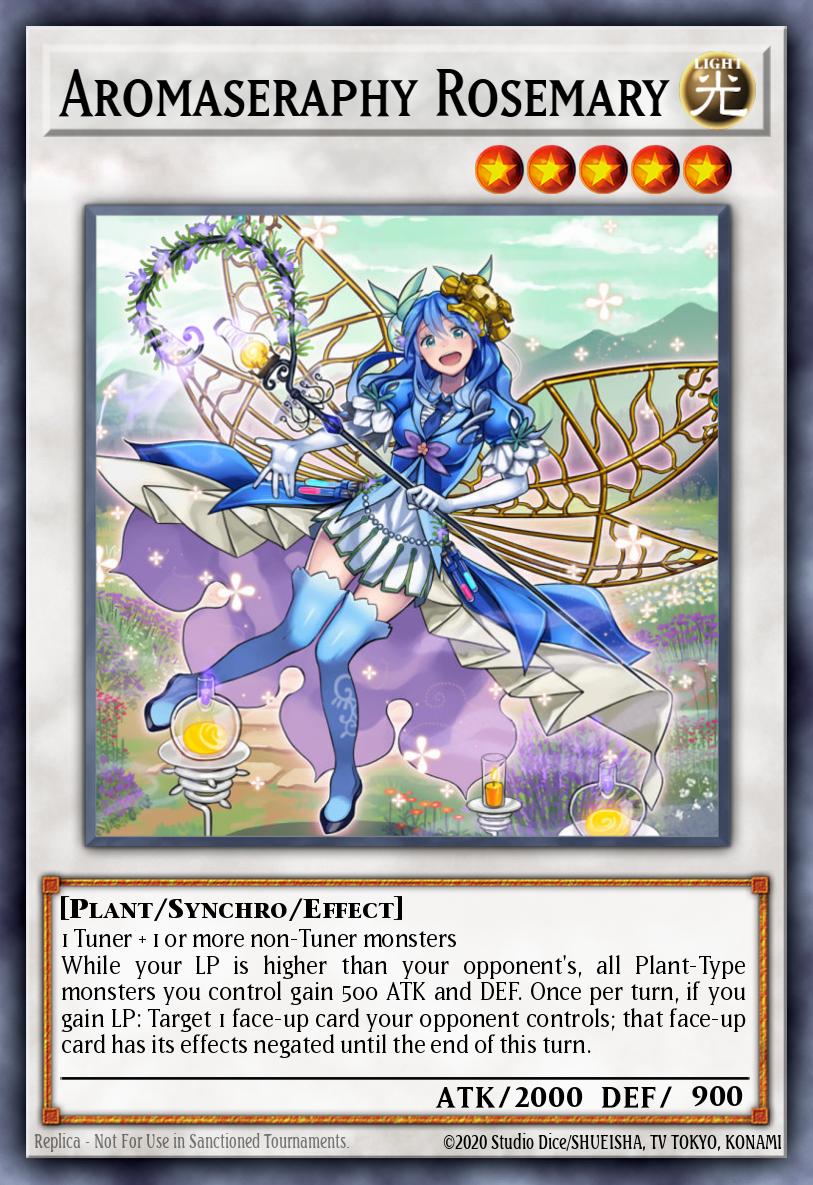 AROMASERAPHY ROSEMARY
LIGHT
光
[PLANT/SYNCHRO/EFFECT]
1 Tuner + 1 or more non-Tuner monsters
While your LP is higher than your opponent's, all Plant-Type
monsters you control gain 500 ATK and DEF. Once per turn, if you
gain LP: Target 1 face-up card your opponent controls; that face-up
card has its effects negated until the end of this turn.
ATK/2000 DEF/ 900
Replica - Not For Use in Sanctioned Tournaments.
©2020 Studio Dice/SHUEISHA, TV TOKYO, KONAMI